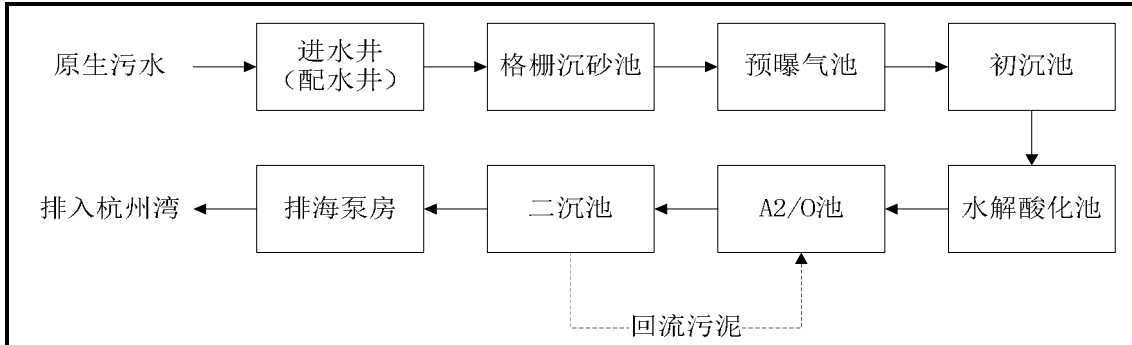 原生污水
进水井
（配水井）
格栅沉砂池
预曝气池
初沉池
水解酸化池
A2/O池
二沉池
排海泵房
排入杭州湾
回流污泥